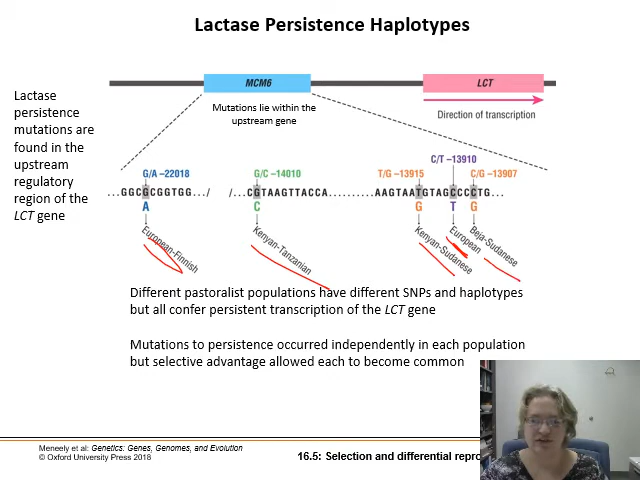 Lactase Persistence Haplotypes
Lactase
persistence
mutations are
found in the
upstream
regulatory
region of the
LCT gene
MCM6
LCT
Mutations lie within the
upstream gene
Direction of transcription
G/A –22018
G/C –14010
T/G –13915
C/T –13910
C/G –13907
...GGCGCGGTGG.../ /...CGTAAGTTACCA..........AAGTAATGTAGCCCCTG...
A
C
G
T
G
European-Finnish
Kenyan-Tanzanian
Kenyan-Sudanese
European
Beja-Sudanese
Different pastoralist populations have different SNPs and haplotypes
but all confer persistent transcription of the LCT gene
Mutations to persistence occurred independently in each population
but selective advantage allowed each to become common
Meneely et al: Genetics: Genes, Genomes, and Evolution
© Oxford University Press 2018
16.5: Selection and differential repro